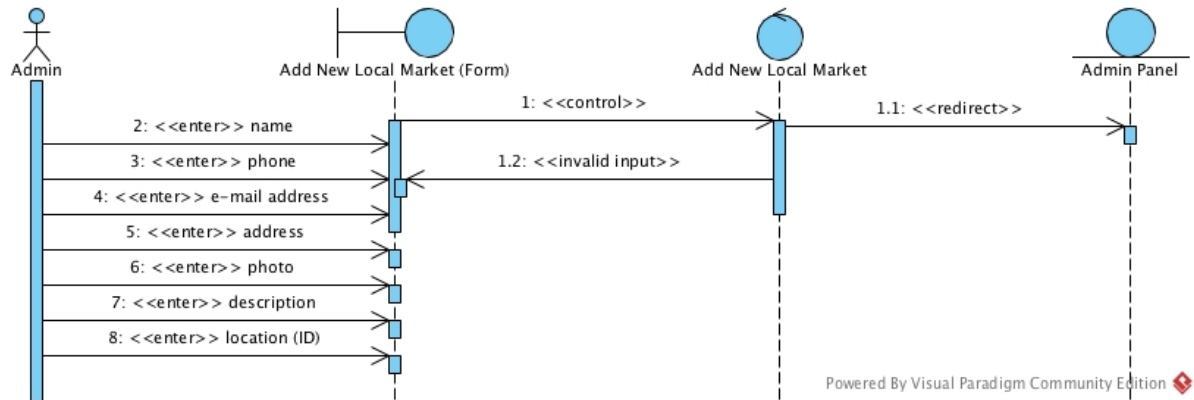 Admin
Add New Local Market (Form)
Add New Local Market
Admin Panel
1: <<control>>
1.1: <<redirect>>
2: <<enter>> name
3: <<enter>> phone
1.2: <<invalid input>>
4: <<enter>> e-mail address
5: <<enter>> address
6: <<enter>> photo
7: <<enter>> description
8: <<enter>> location (ID)
Powered By Visual Paradigm Community Edition